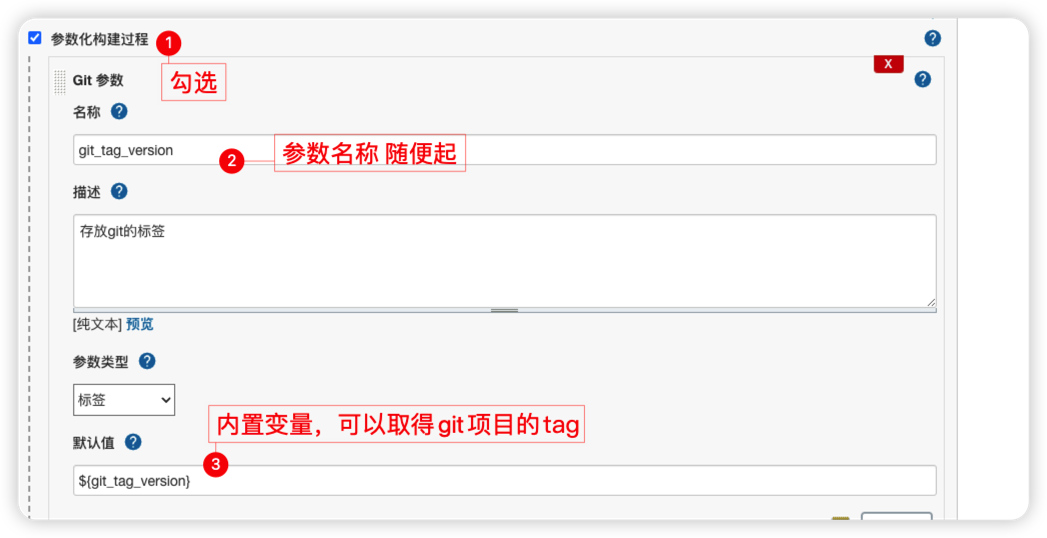 参数化构建过程
1
勾选
X
Git 参数
名称
git_tag_version
2
参数名称 随便起
描述
存放git的标签
[纯文本] 预览
参数类型
标签
内置变量，可以取得git项目的tag
默认值
3
${git_tag_version}